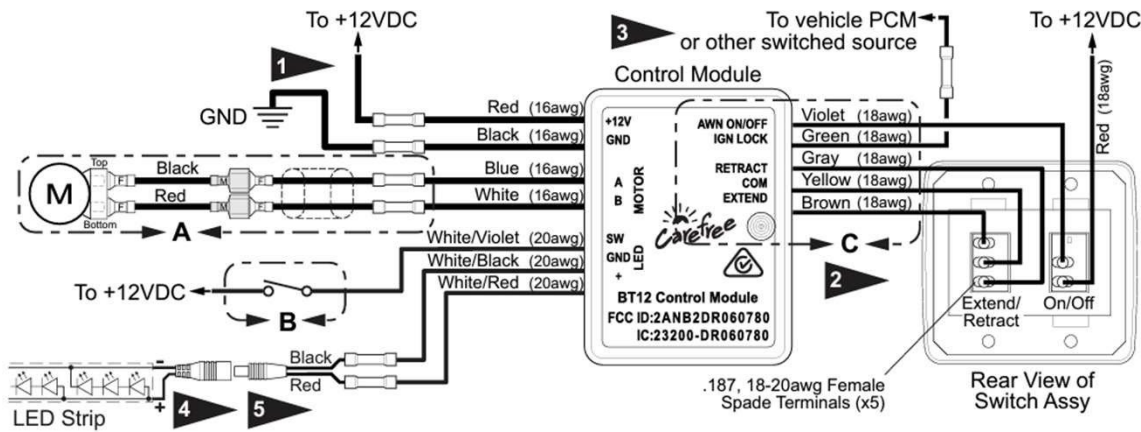 To +12VDC
3
To vehicle PCM
or other switched source
To +12VDC
1
Control Module
GND
Red (16awg)
Black (16awg)
Blue (16awg)
White (16awg)
+12V
GND
A
B
MOTOR
SW
GND
+
LED
AWN ON/OFF
IGN LOCK
RETRACT
COM
EXTEND
Carefree
Violet (18awg)
Green (18awg)
Gray (18awg)
Yellow (18awg)
Brown (18awg)
Red (18awg)
Top
M
Bottom
Black
Red
F
F
M
M
F
F
F
F
A
C
2
White/Violet (20awg)
White/Black (20awg)
White/Red (20awg)
To +12VDC
B
BT12 Control Module
FCC ID:2ANB2DR060780
IC:23200-DR060780
Extend/
Retract
On/Off
-
+
LED Strip
4
5
Black
Red
.187, 18-20awg Female
Spade Terminals (x5)
Rear View of
Switch Assy